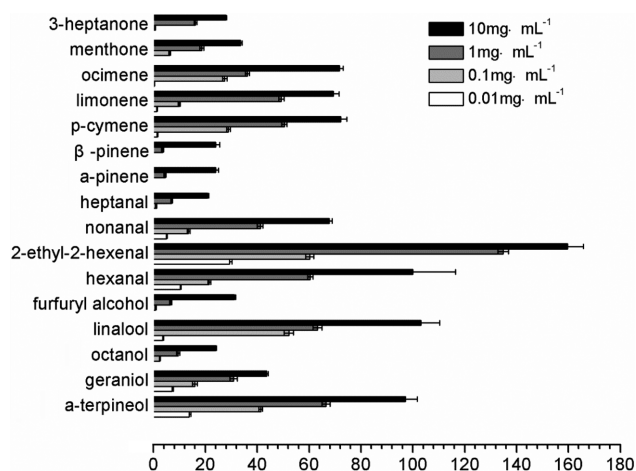 3-heptanone
menthone
ocimene
limonene
p-cymene
β -pinene
a-pinene
heptanal
nonanal
2-ethyl-2-hexenal
hexanal
furfuryl alcohol
linalool
octanol
geraniol
a-terpineol
10mg· mL⁻¹
1mg· mL⁻¹
0.1mg· mL⁻¹
0.01mg· mL⁻¹
0 20 40 60 80 100 120 140 160 180